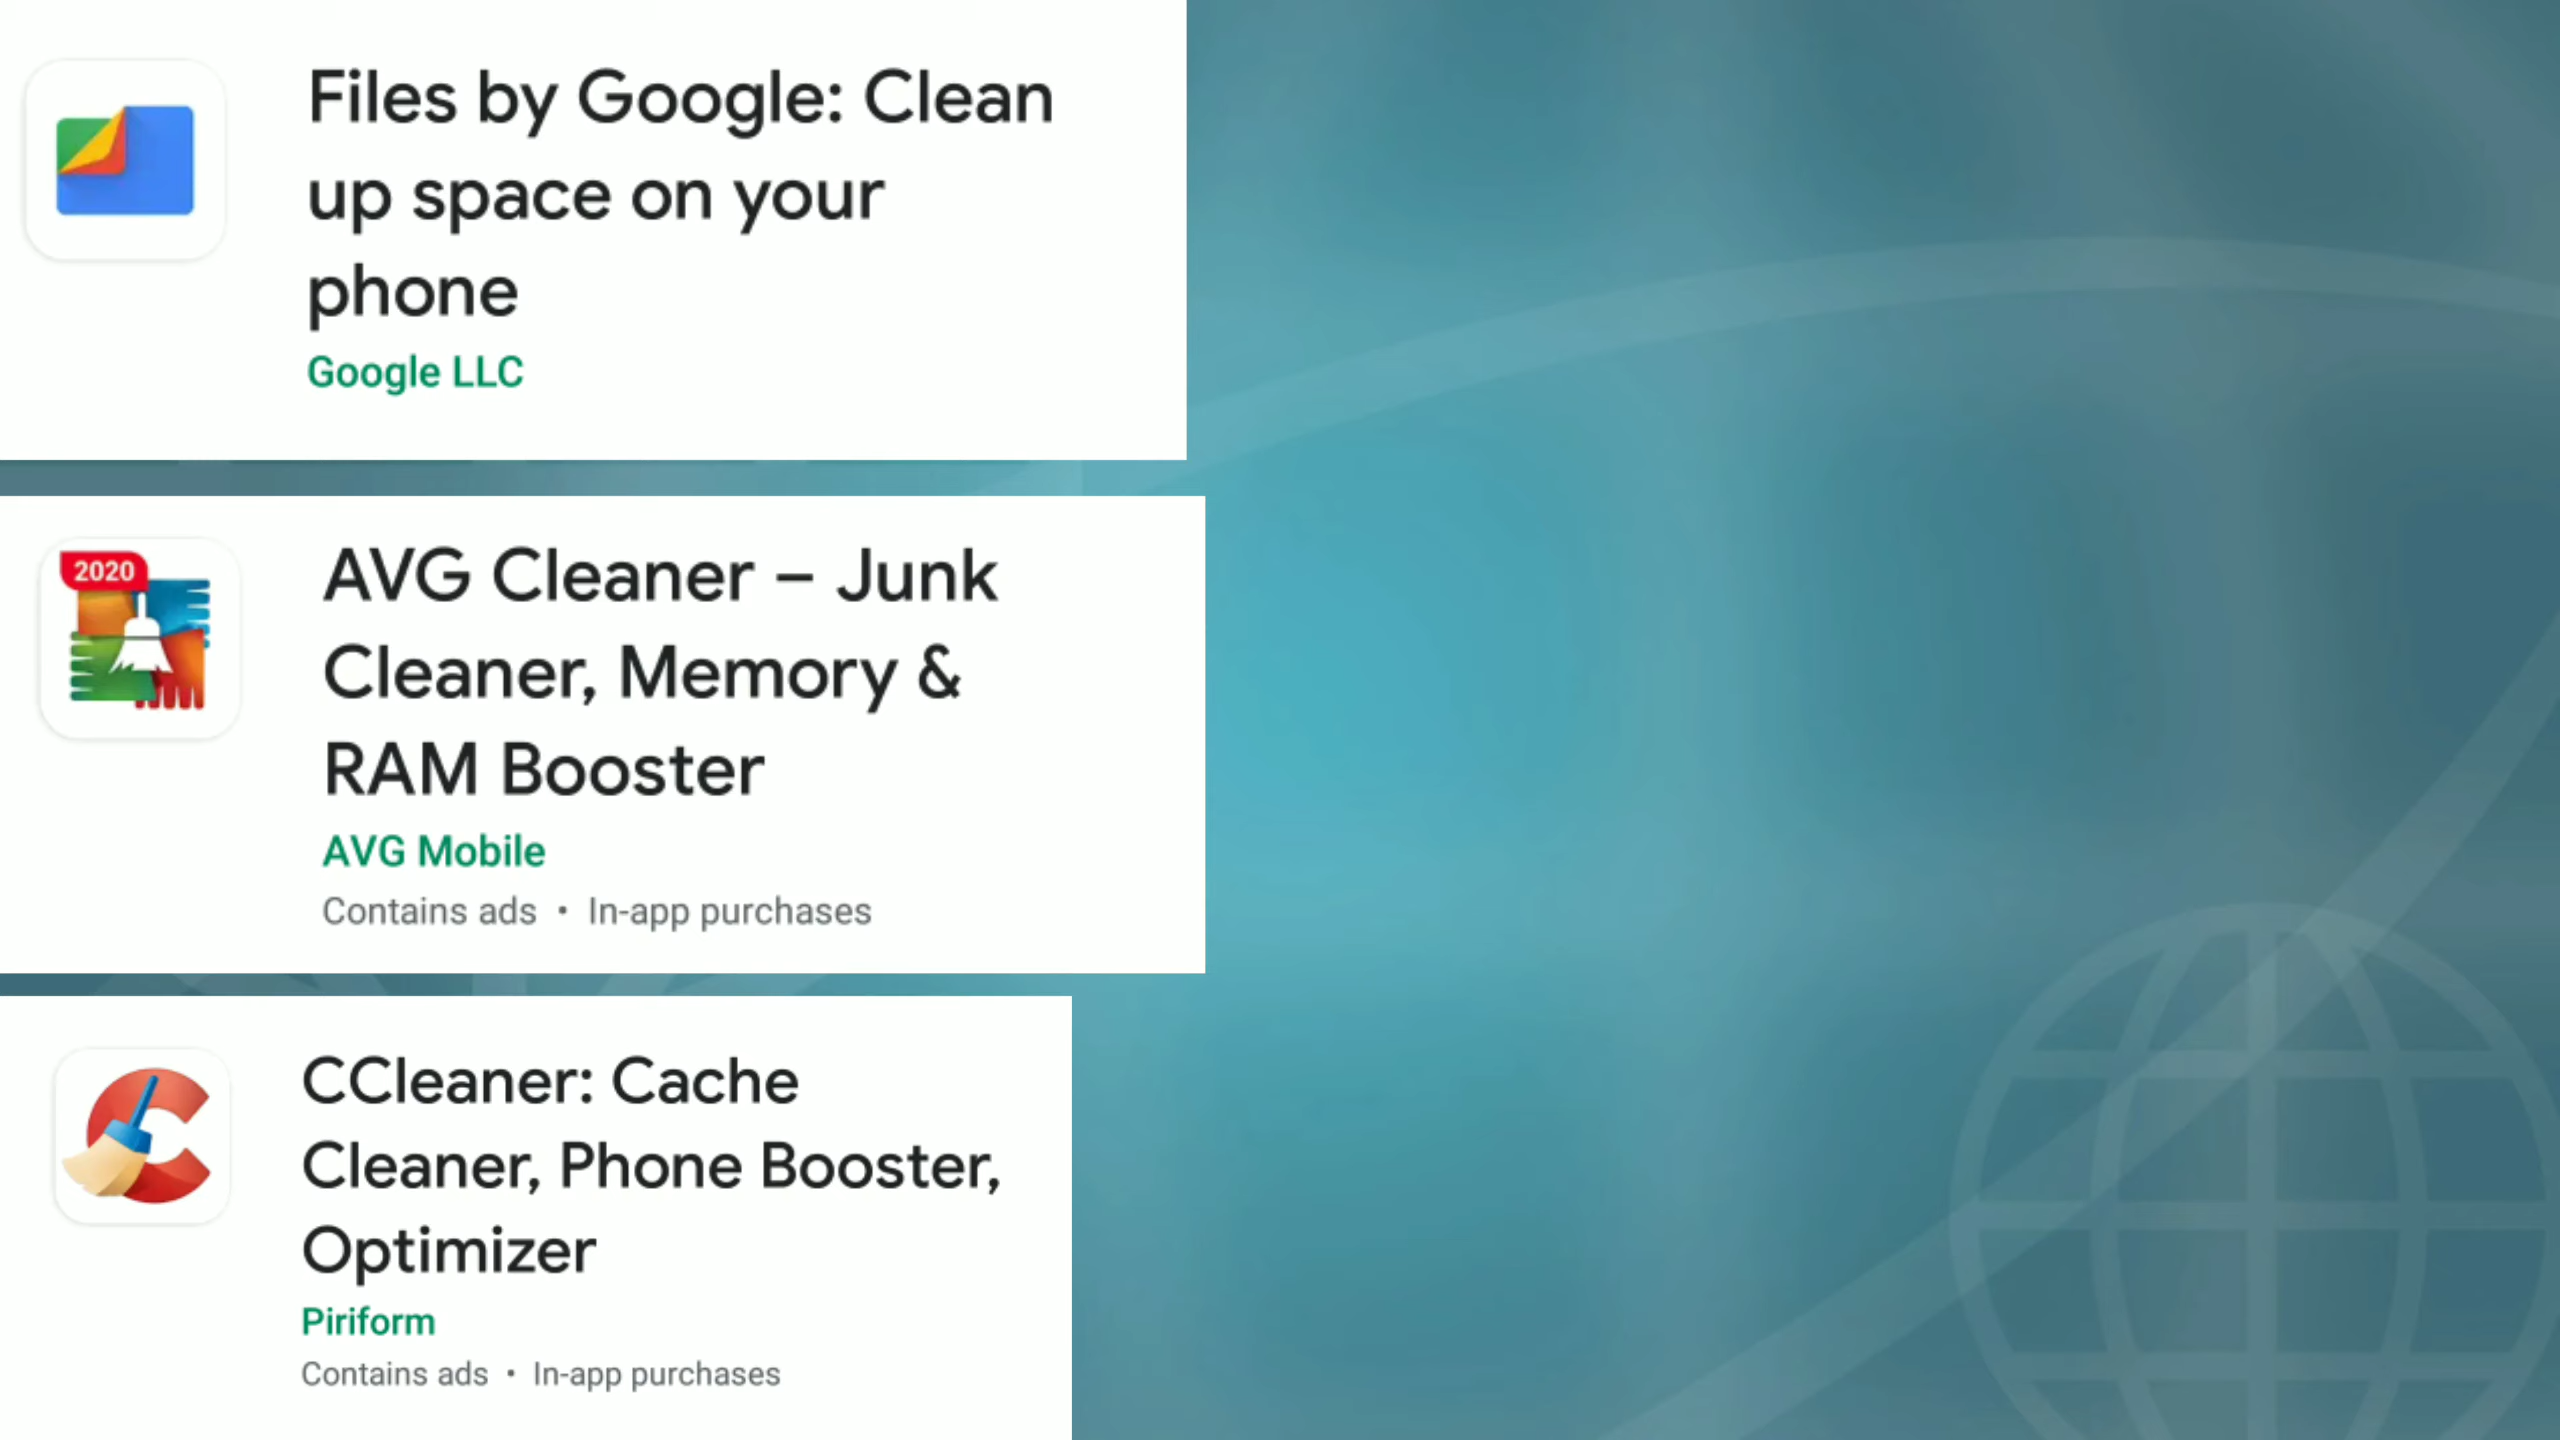 Files by Google: Clean
up space on your
phone
Google LLC
2020
AVG Cleaner – Junk
Cleaner, Memory &
RAM Booster
AVG Mobile
Contains ads • In-app purchases
CCleaner: Cache
Cleaner, Phone Booster,
Optimizer
Piriform
Contains ads • In-app purchases